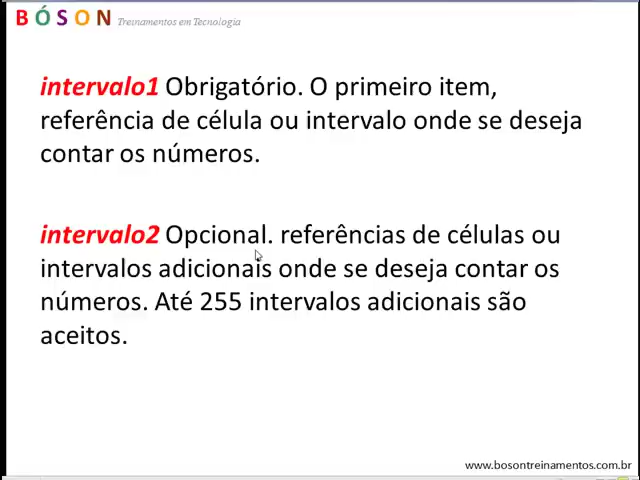 BÓSON Treinamentos em Tecnologia
intervalo1 Obrigatório. O primeiro item,
referência de célula ou intervalo onde se deseja
contar os números.
intervalo2 Opcional. referências de células ou
intervalos adicionais onde se deseja contar os
números. Até 255 intervalos adicionais são
aceitos.
www.bosontreinamentos.com.br